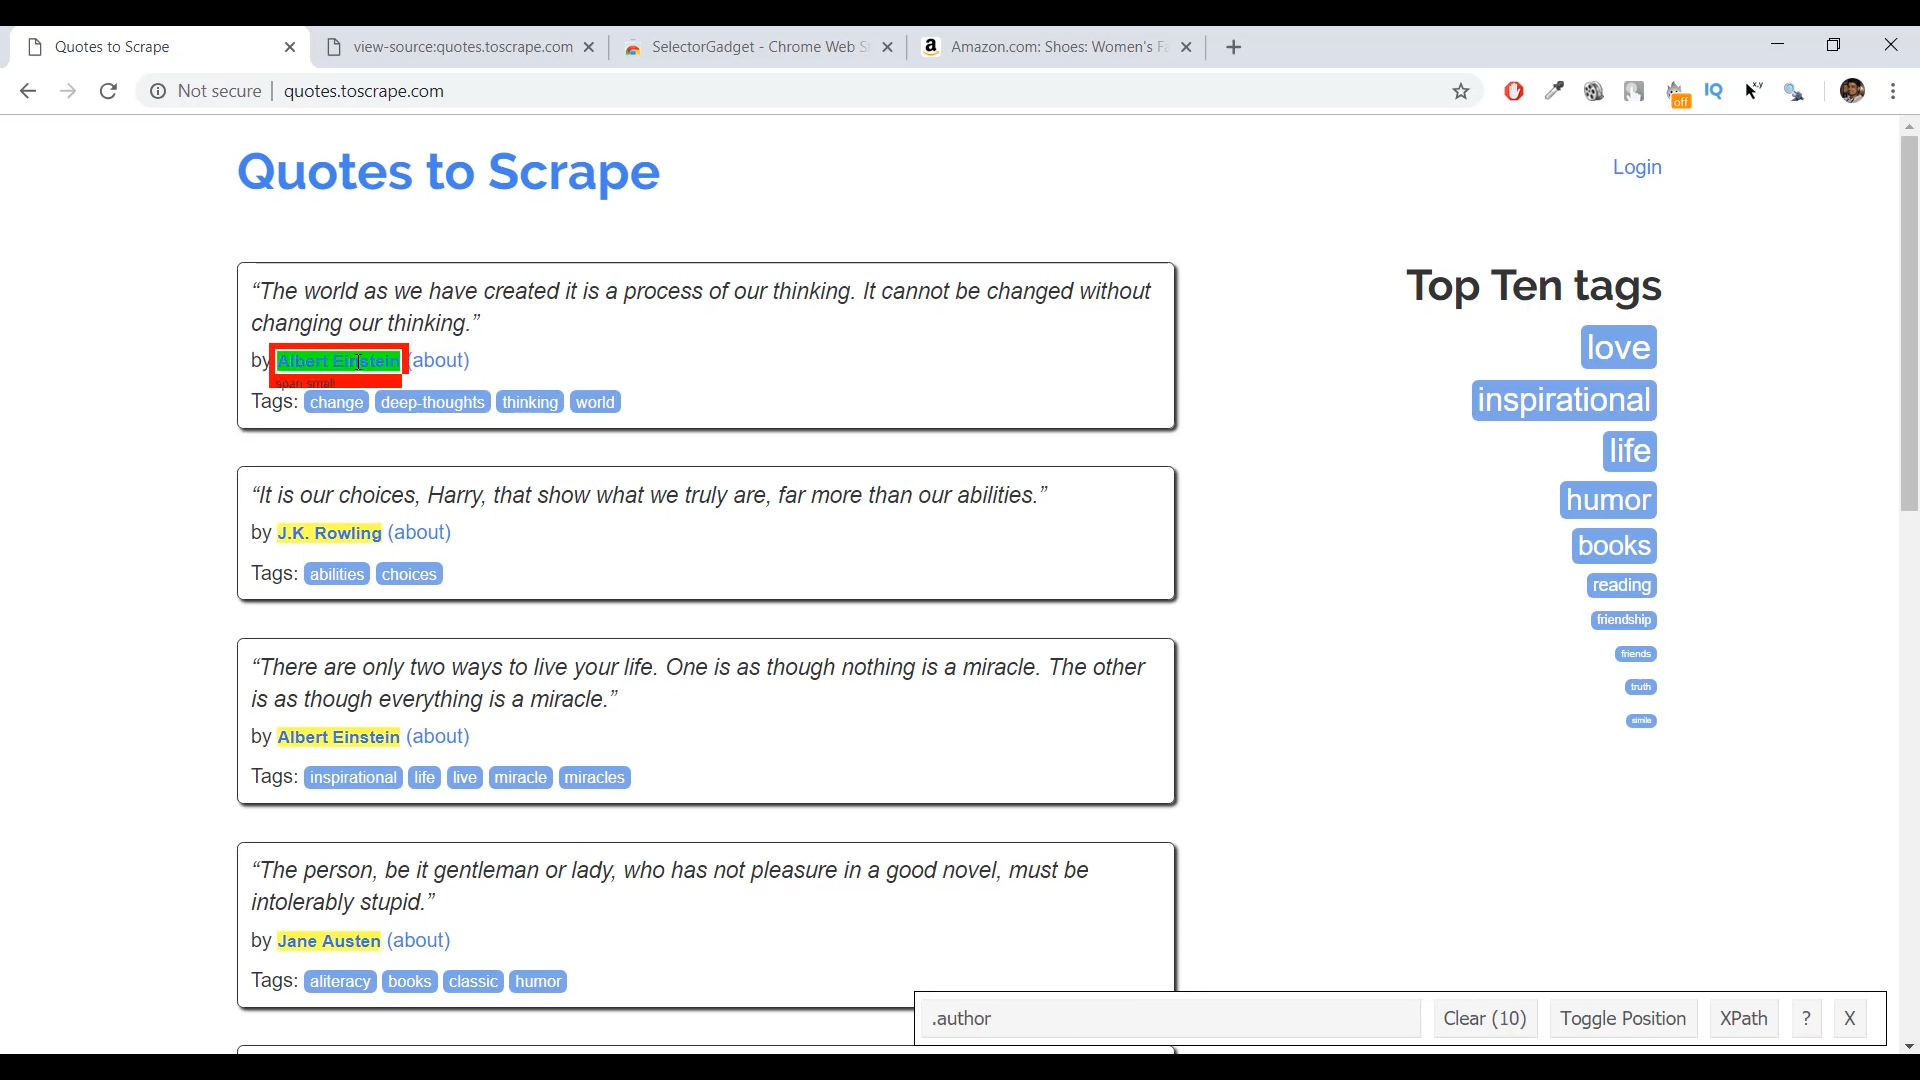 Quotes to Scrape
view-source:quotes.toscrape.com
SelectorGadget - Chrome Web S
Amazon.com: Shoes: Women's Fa
Not secure | quotes.toscrape.com
off
IQ
x,y
Quotes to Scrape
Login
“The world as we have created it is a process of our thinking. It cannot be changed without
changing our thinking.”
by Albert Einstein (about)
span small
Tags: change deep-thoughts thinking world
“It is our choices, Harry, that show what we truly are, far more than our abilities.”
by J.K. Rowling (about)
Tags: abilities choices
“There are only two ways to live your life. One is as though nothing is a miracle. The other
is as though everything is a miracle.”
by Albert Einstein (about)
Tags: inspirational life live miracle miracles
“The person, be it gentleman or lady, who has not pleasure in a good novel, must be
intolerably stupid.”
by Jane Austen (about)
Tags: aliteracy books classic humor
Top Ten tags
love
inspirational
life
humor
books
reading
friendship
friends
truth
simile
.author
Clear (10)
Toggle Position
XPath
?
X